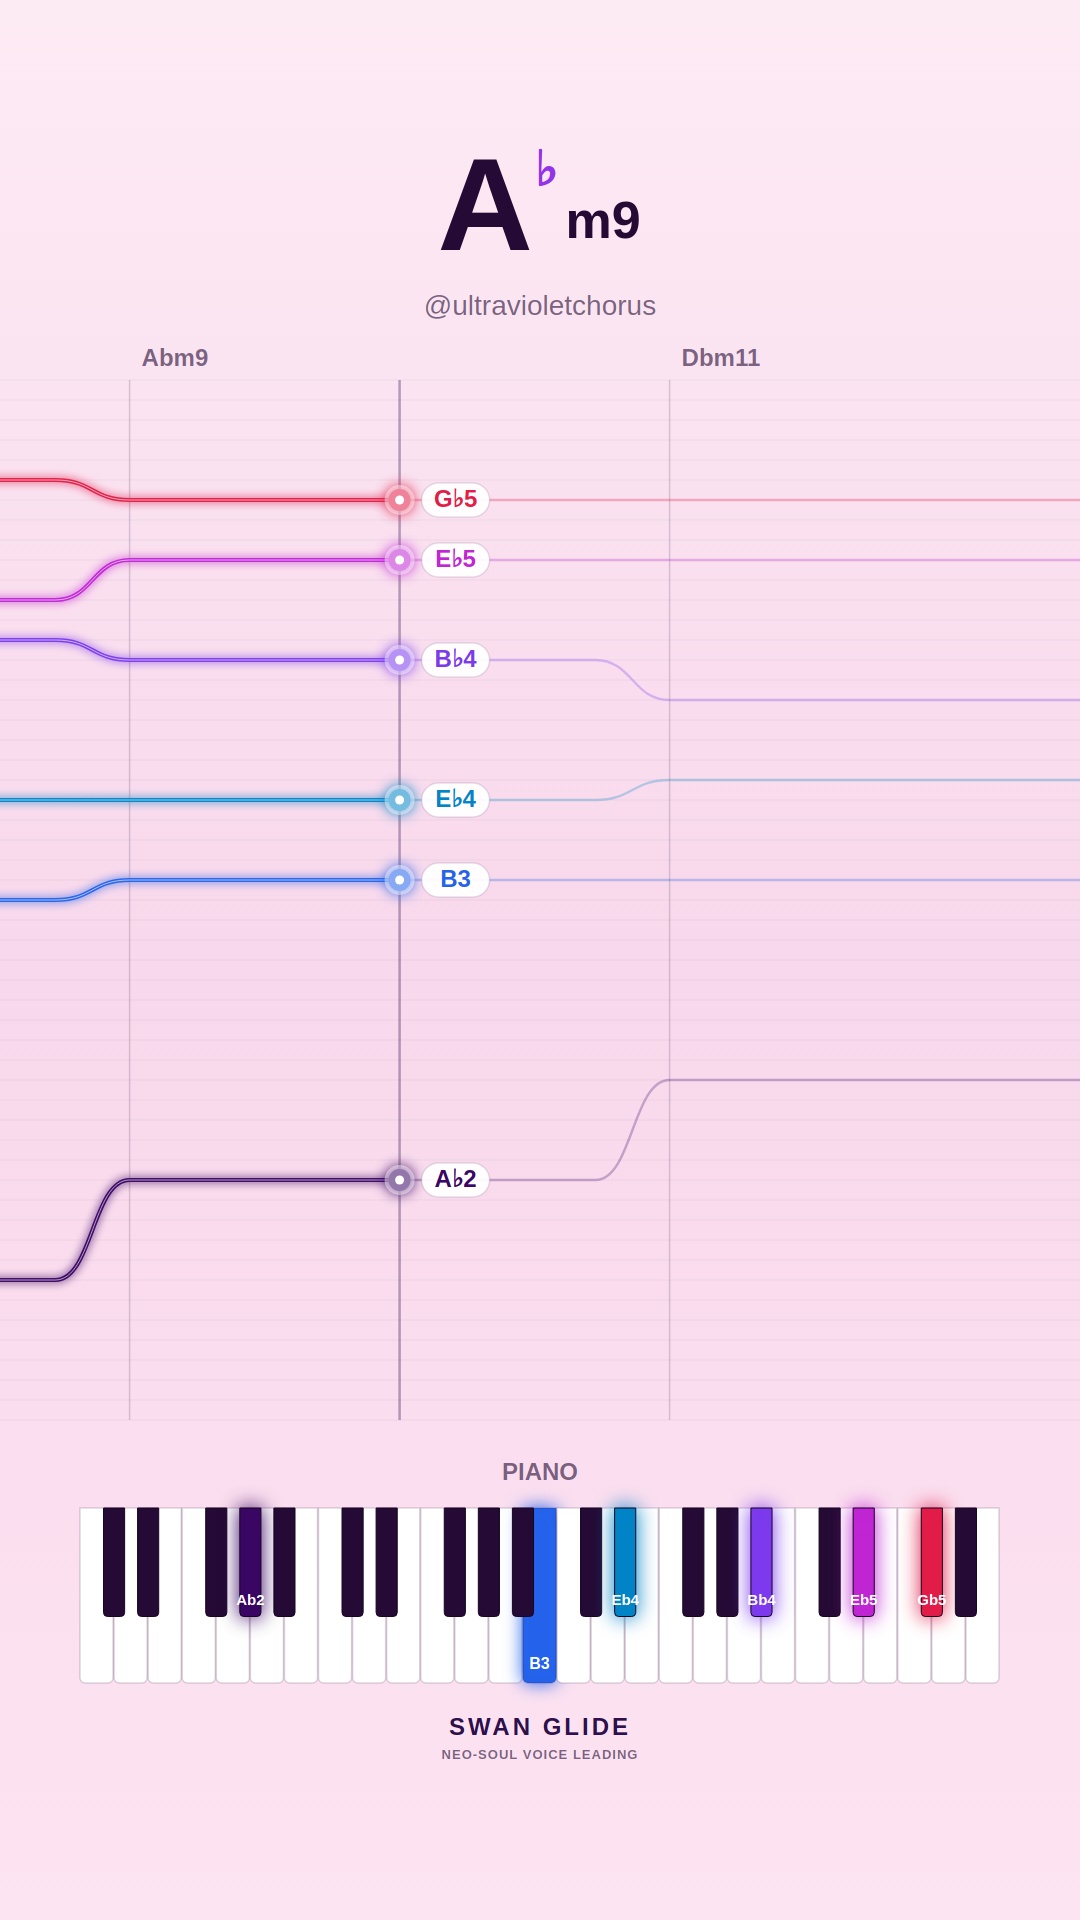 A♭m9
@ultravioletchorus
Abm9
Dbm11
G♭5
E♭5
B♭4
E♭4
B3
A♭2
PIANO
Ab2
Eb4
Bb4
Eb5
Gb5
B3
SWAN GLIDE
NEO-SOUL VOICE LEADING